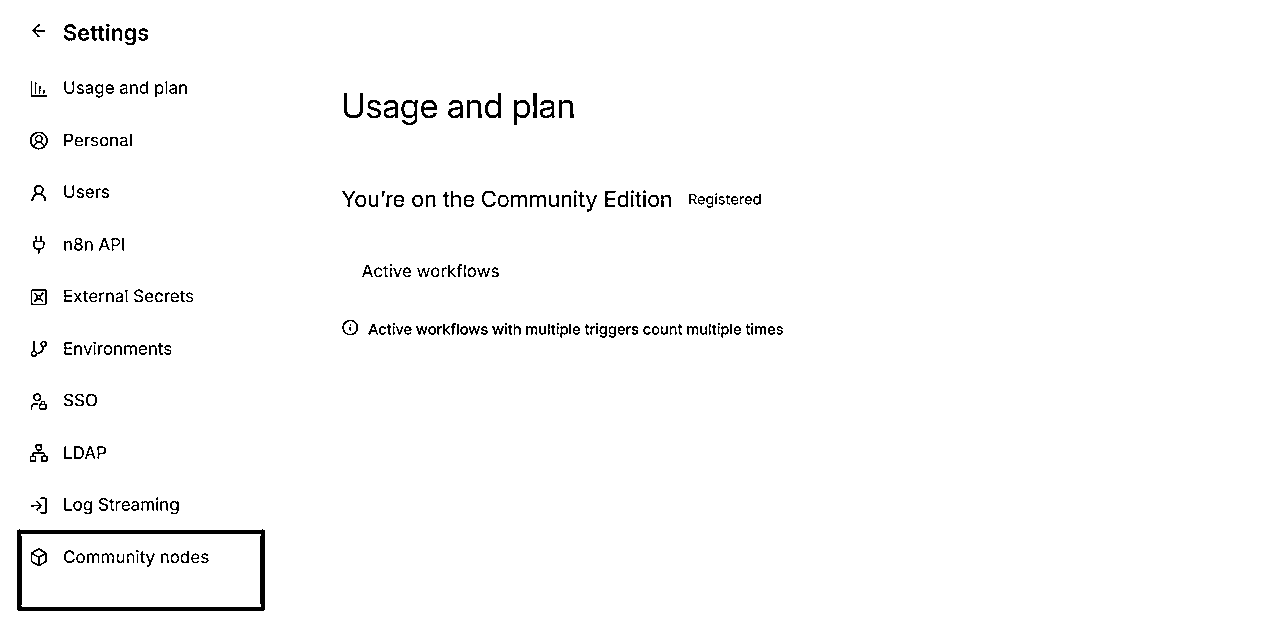 Settings
Usage and plan
Personal
Users
n8n API
External Secrets
Environments
SSO
LDAP
Log Streaming
Community nodes
Usage and plan
You're on the Community Edition Registered
Active workflows
Active workflows with multiple triggers count multiple times